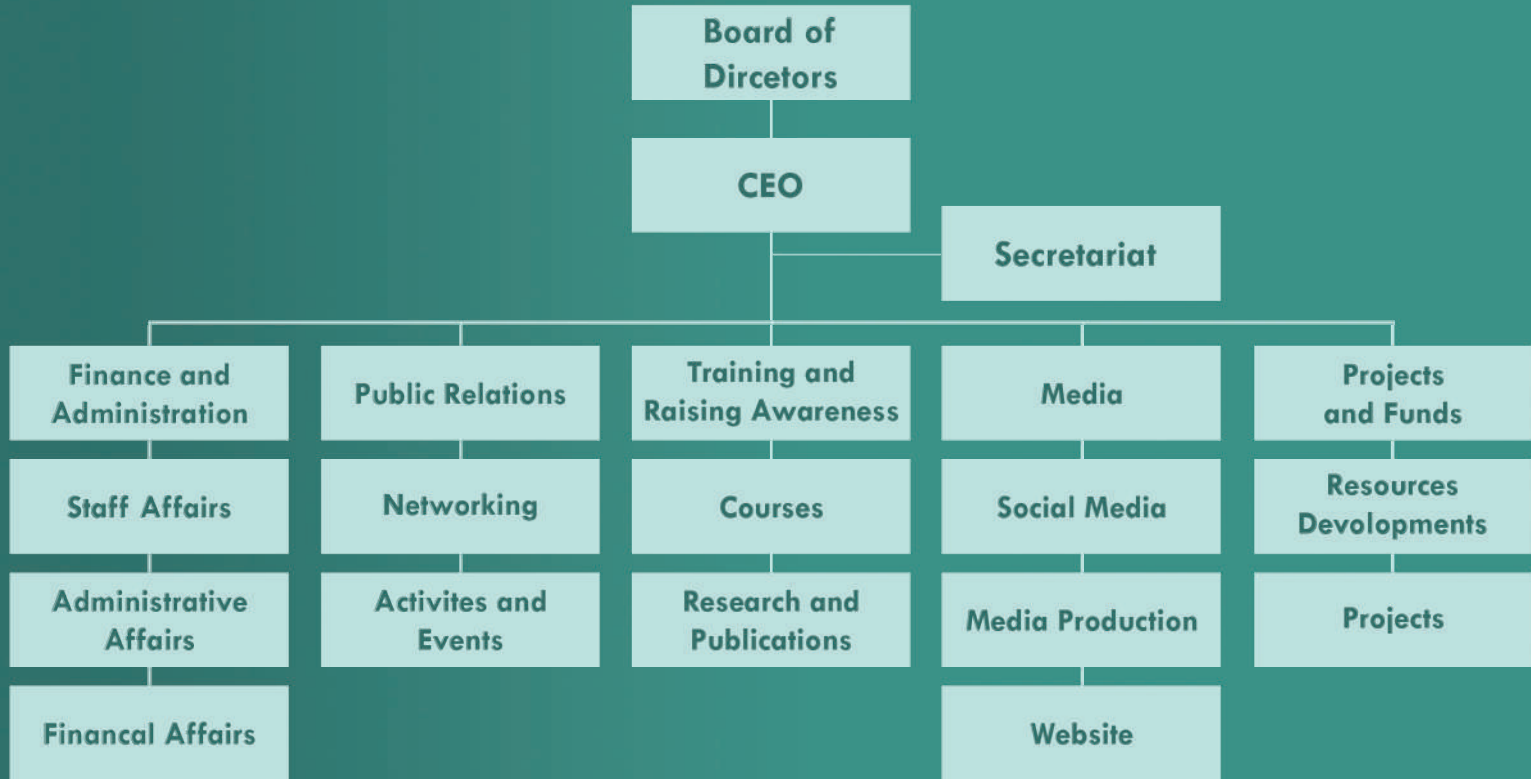 Board of
Dircetors
CEO
Secretariat
Finance and
Administration
Public Relations
Training and
Raising Awareness
Media
Projects
and Funds
Staff Affairs
Networking
Courses
Social Media
Resources
Devolopments
Administrative
Affairs
Activites and
Events
Research and
Publications
Media Production
Projects
Financal Affairs
Website